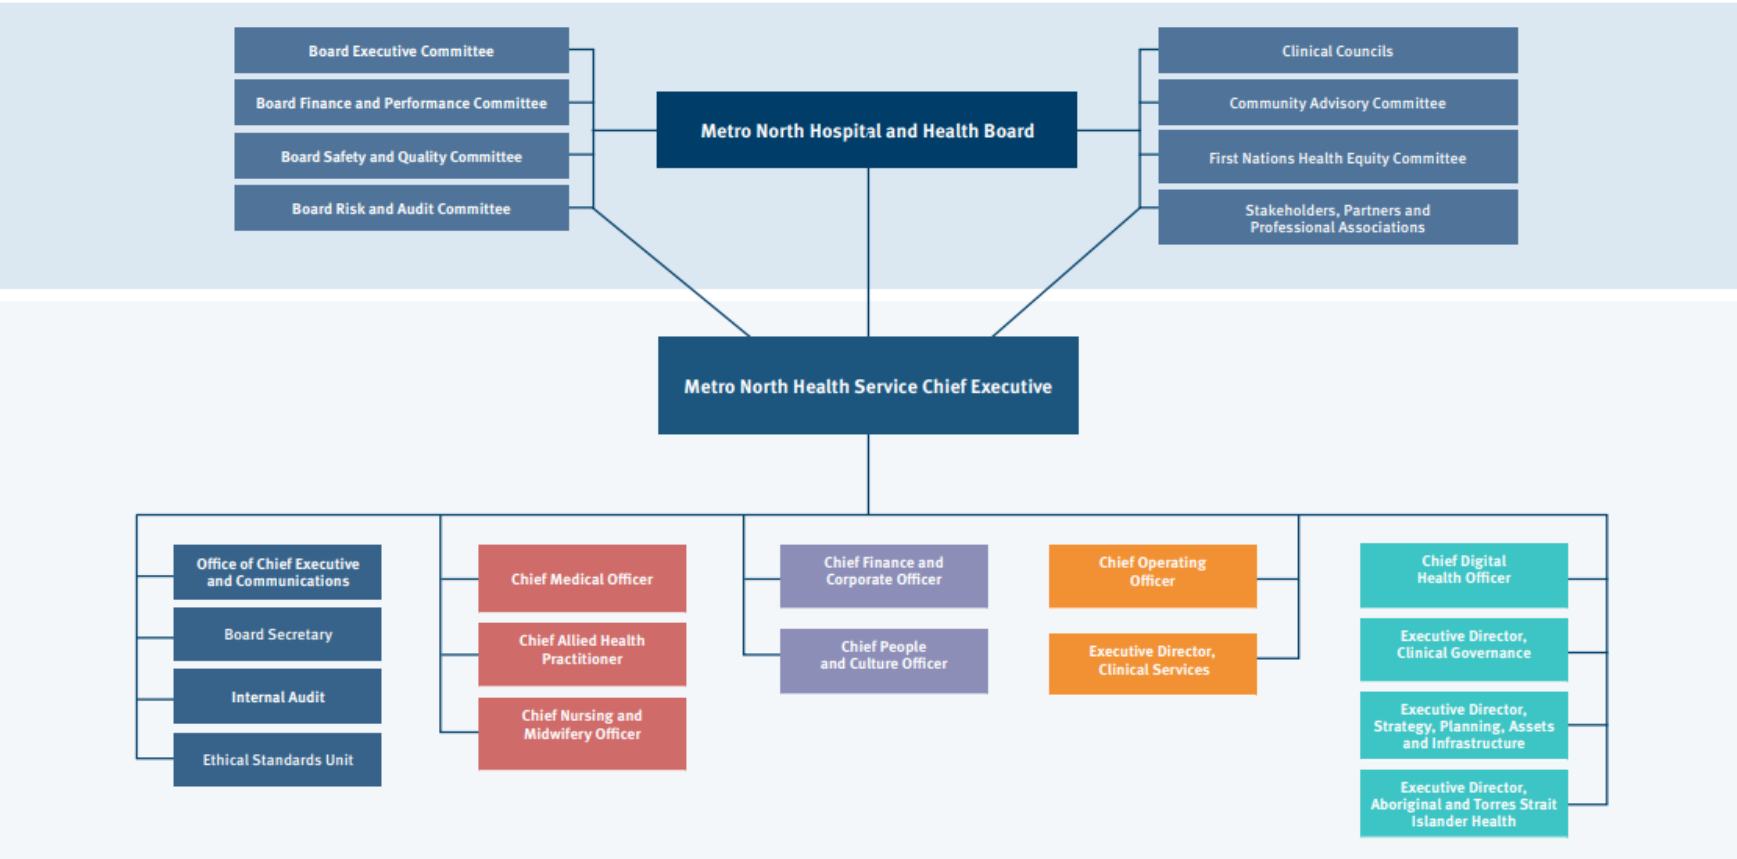 Board Executive Committee
Board Finance and Performance Committee
Board Safety and Quality Committee
Board Risk and Audit Committee
Metro North Hospital and Health Board
Clinical Councils
Community Advisory Committee
First Nations Health Equity Committee
Stakeholders, Partners and
Professional Associations
Metro North Health Service Chief Executive
Office of Chief Executive
and Communications
Board Secretary
Internal Audit
Ethical Standards Unit
Chief Medical Officer
Chief Allied Health
Practitioner
Chief Nursing and
Midwifery Officer
Chief Finance and
Corporate Officer
Chief People
and Culture Officer
Chief Operating
Officer
Executive Director,
Clinical Services
Chief Digital
Health Officer
Executive Director,
Clinical Governance
Executive Director,
Strategy, Planning, Assets
and Infrastructure
Executive Director,
Aboriginal and Torres Strait
Islander Health